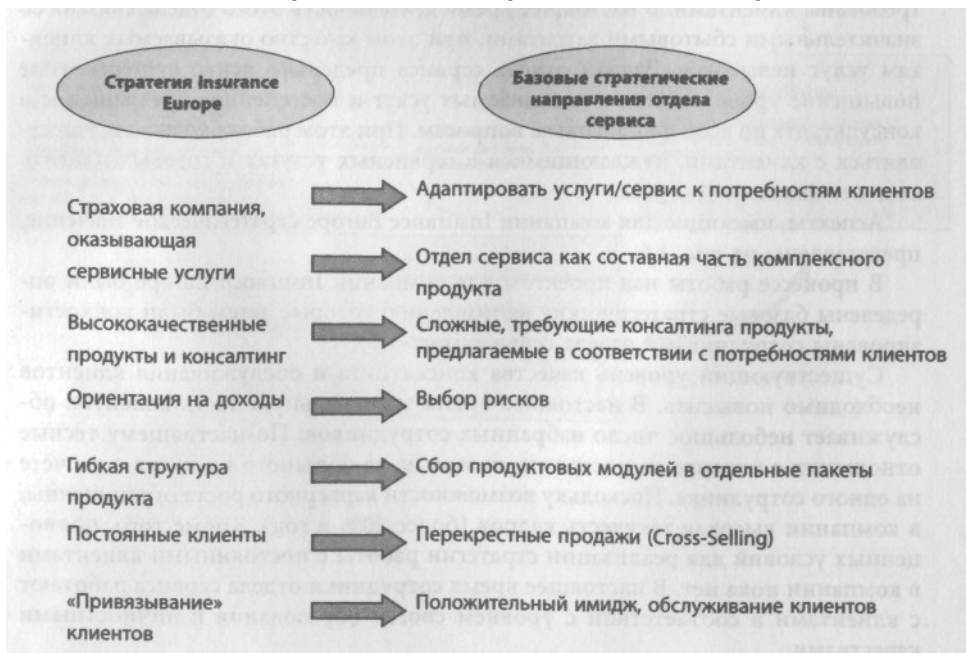 Стратегия Insurance
Europe
Базовые стратегические
направления отдела
сервиса
Страховая компания,
оказывающая
сервисные услуги
Адаптировать услуги/сервис к потребностям клиентов
Отдел сервиса как составная часть комплексного
продукта
Высококачественные
продукты и консалтинг
Сложные, требующие консалтинга продукты,
предлагаемые в соответствии с потребностями клиентов
Ориентация на доходы
Выбор рисков
Гибкая структура
продукта
Сбор продуктовых модулей в отдельные пакеты
Постоянные клиенты
Перекрестные продажи (Cross-Selling)
«Привязывание»
клиентов
Положительный имидж, обслуживание клиентов